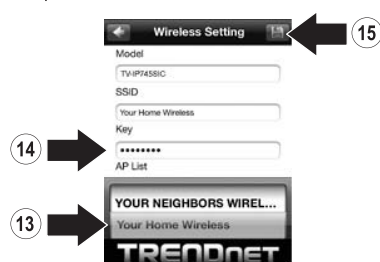 Wireless Setting
15
Model
TV-IP745SIC
SSID
Your Home Wireless
Key
14
••••••••
AP List
YOUR NEIGHBORS WIREL...
13
Your Home Wireless
TRENDNET